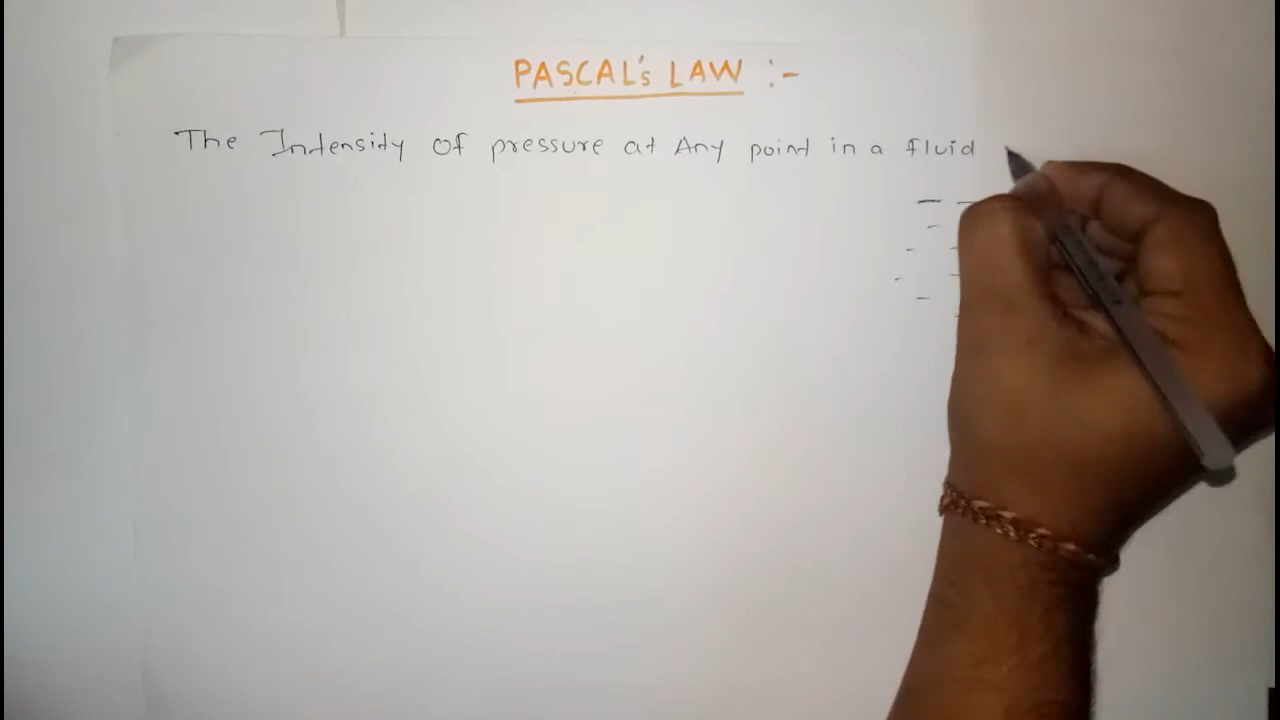 PASCAL's LAW :-
The Intensity of pressure at Any point in a fluid